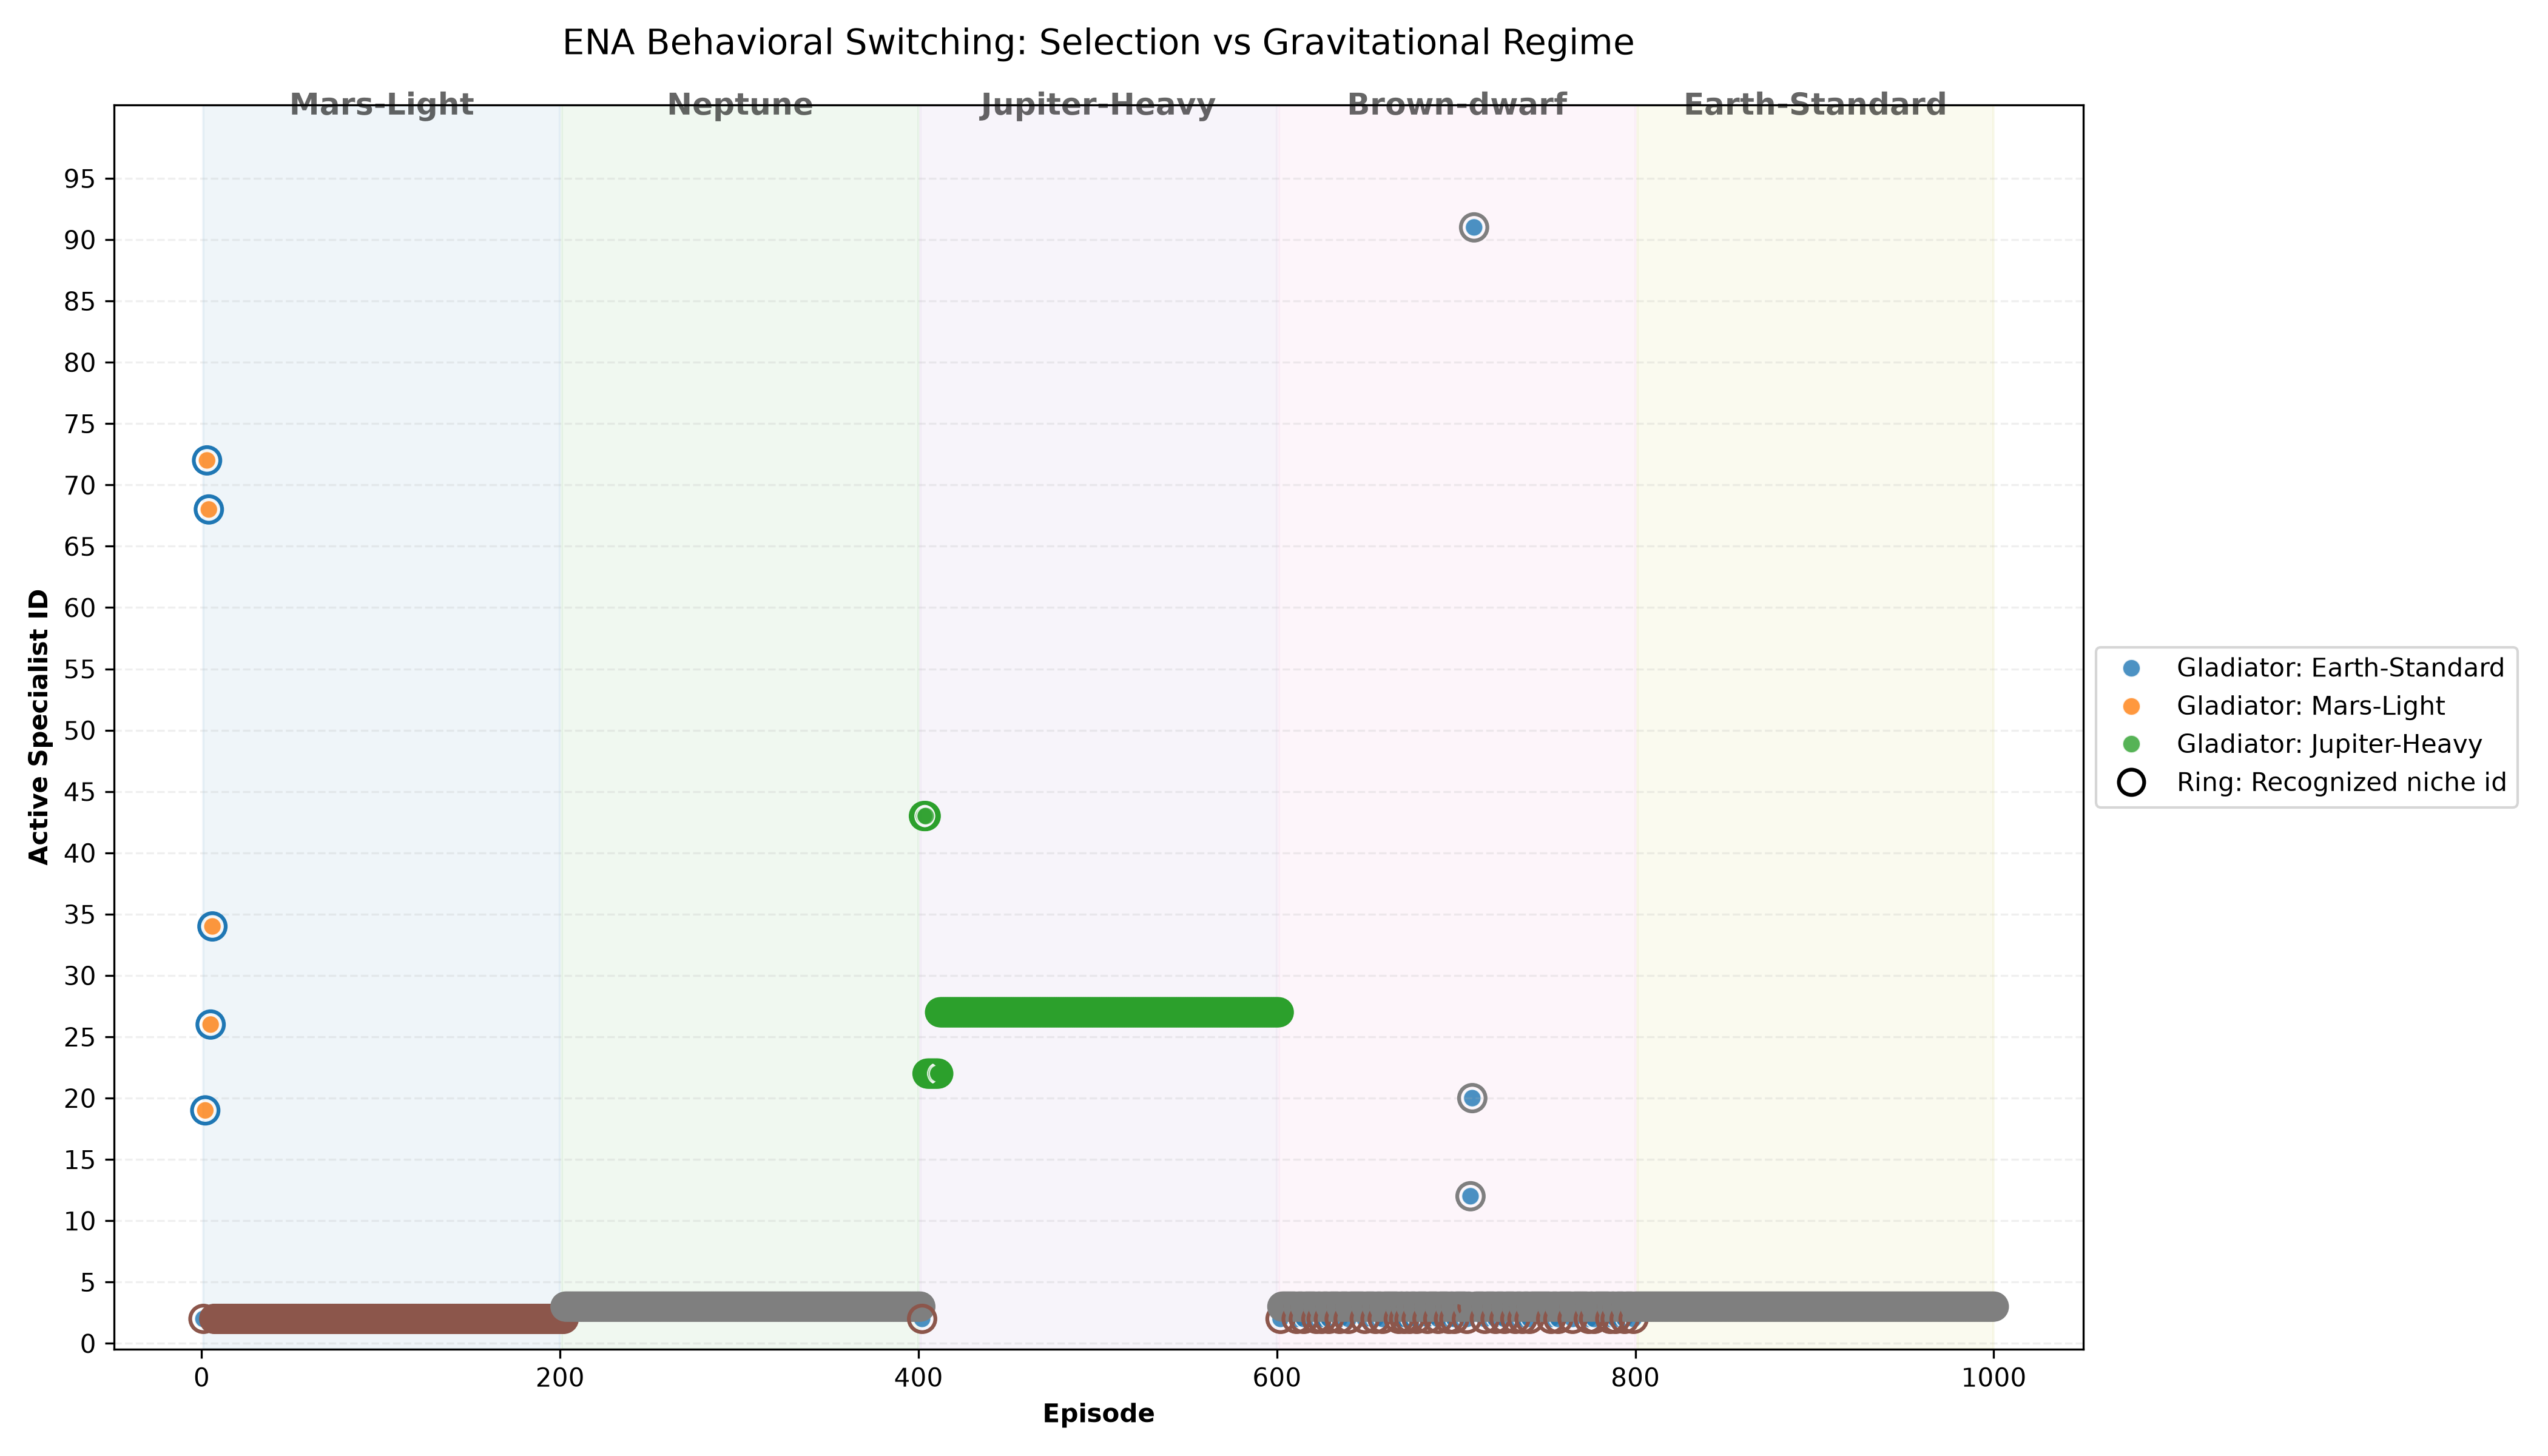 ENA Behavioral Switching: Selection vs Gravitational Regime
Mars-Light
Neptune
Jupiter-Heavy
Brown-dwarf
Earth-Standard
95
90
85
80
75
70
65
60
55
50
45
40
35
30
25
20
15
10
5
0
Active Specialist ID
0
200
400
600
800
1000
Episode
Gladiator: Earth-Standard
Gladiator: Mars-Light
Gladiator: Jupiter-Heavy
Ring: Recognized niche id